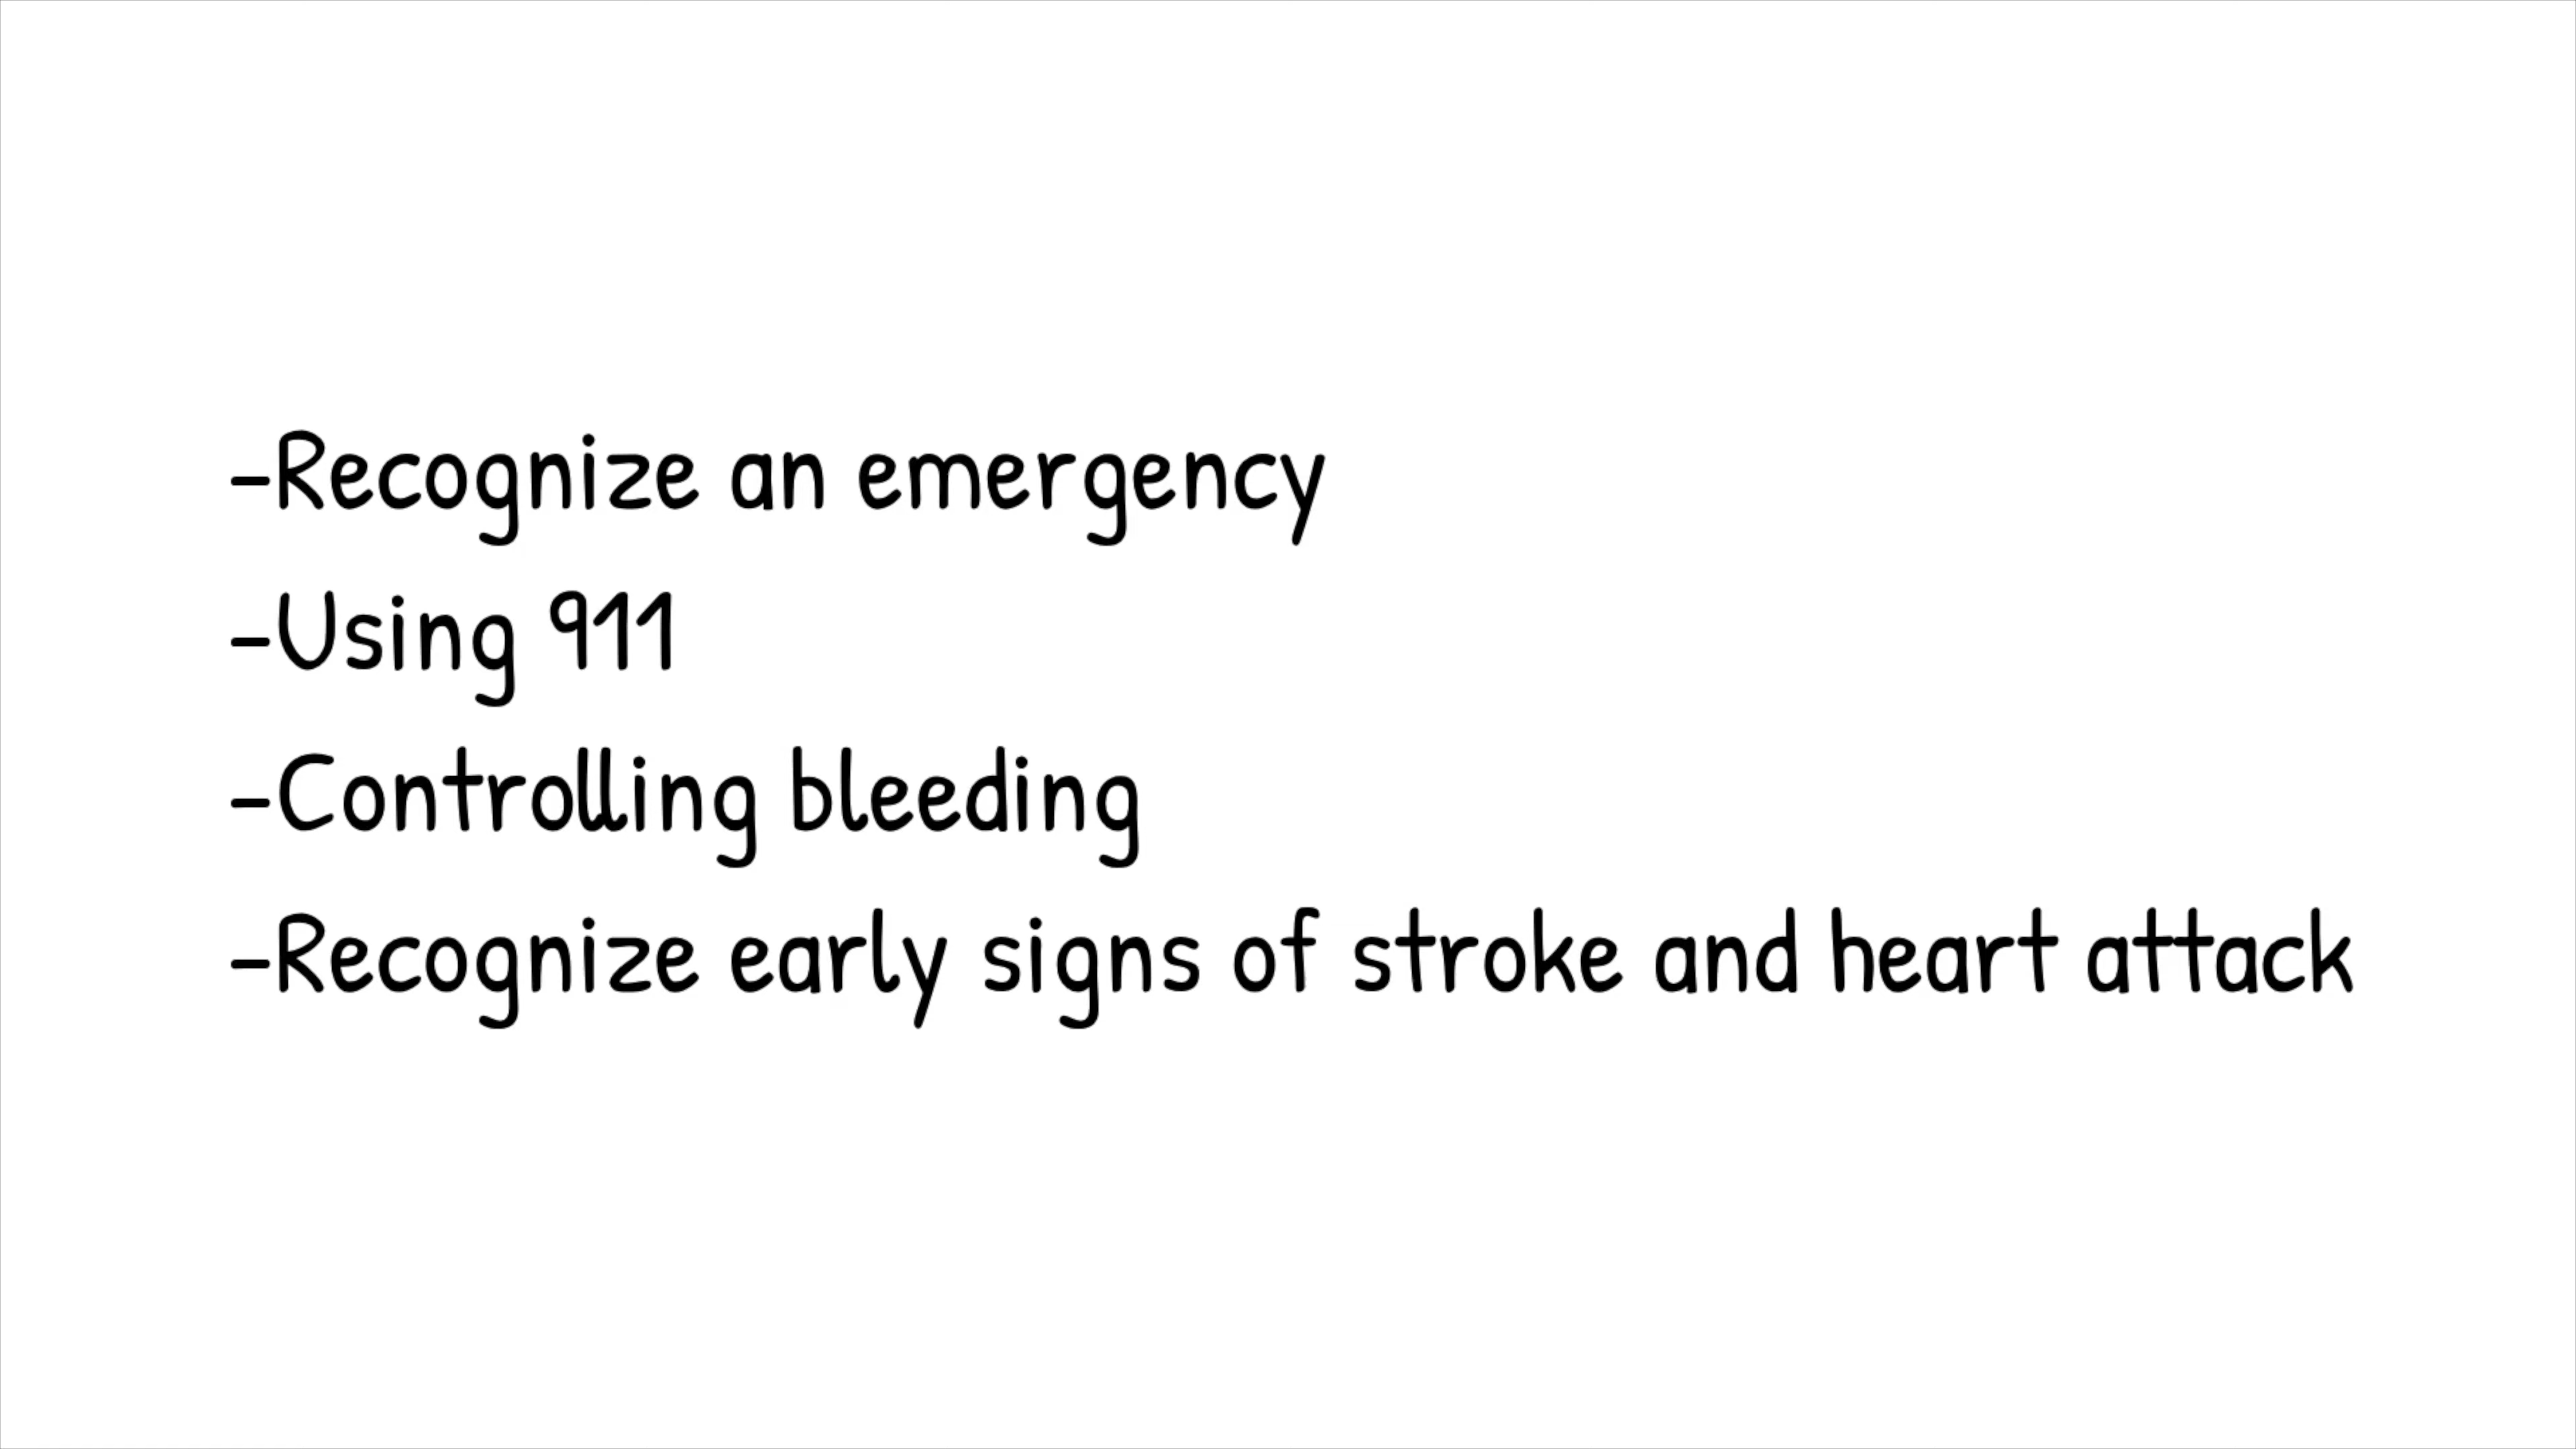 -Recognize an emergency
-Using 911
-Controlling bleeding
-Recognize early signs of stroke and heart attack